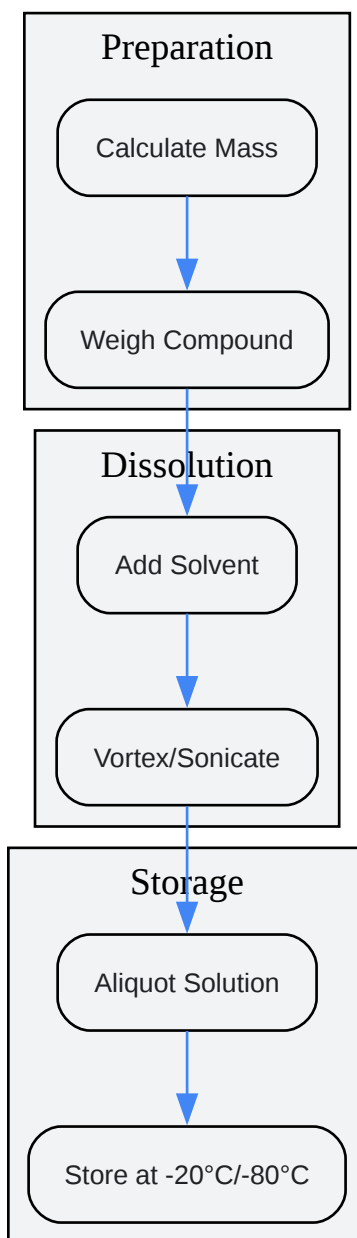 Preparation
Calculate Mass
Weigh Compound
Dissolution
Add Solvent
Vortex/Sonicate
Storage
Aliquot Solution
Store at -20°C/-80°C